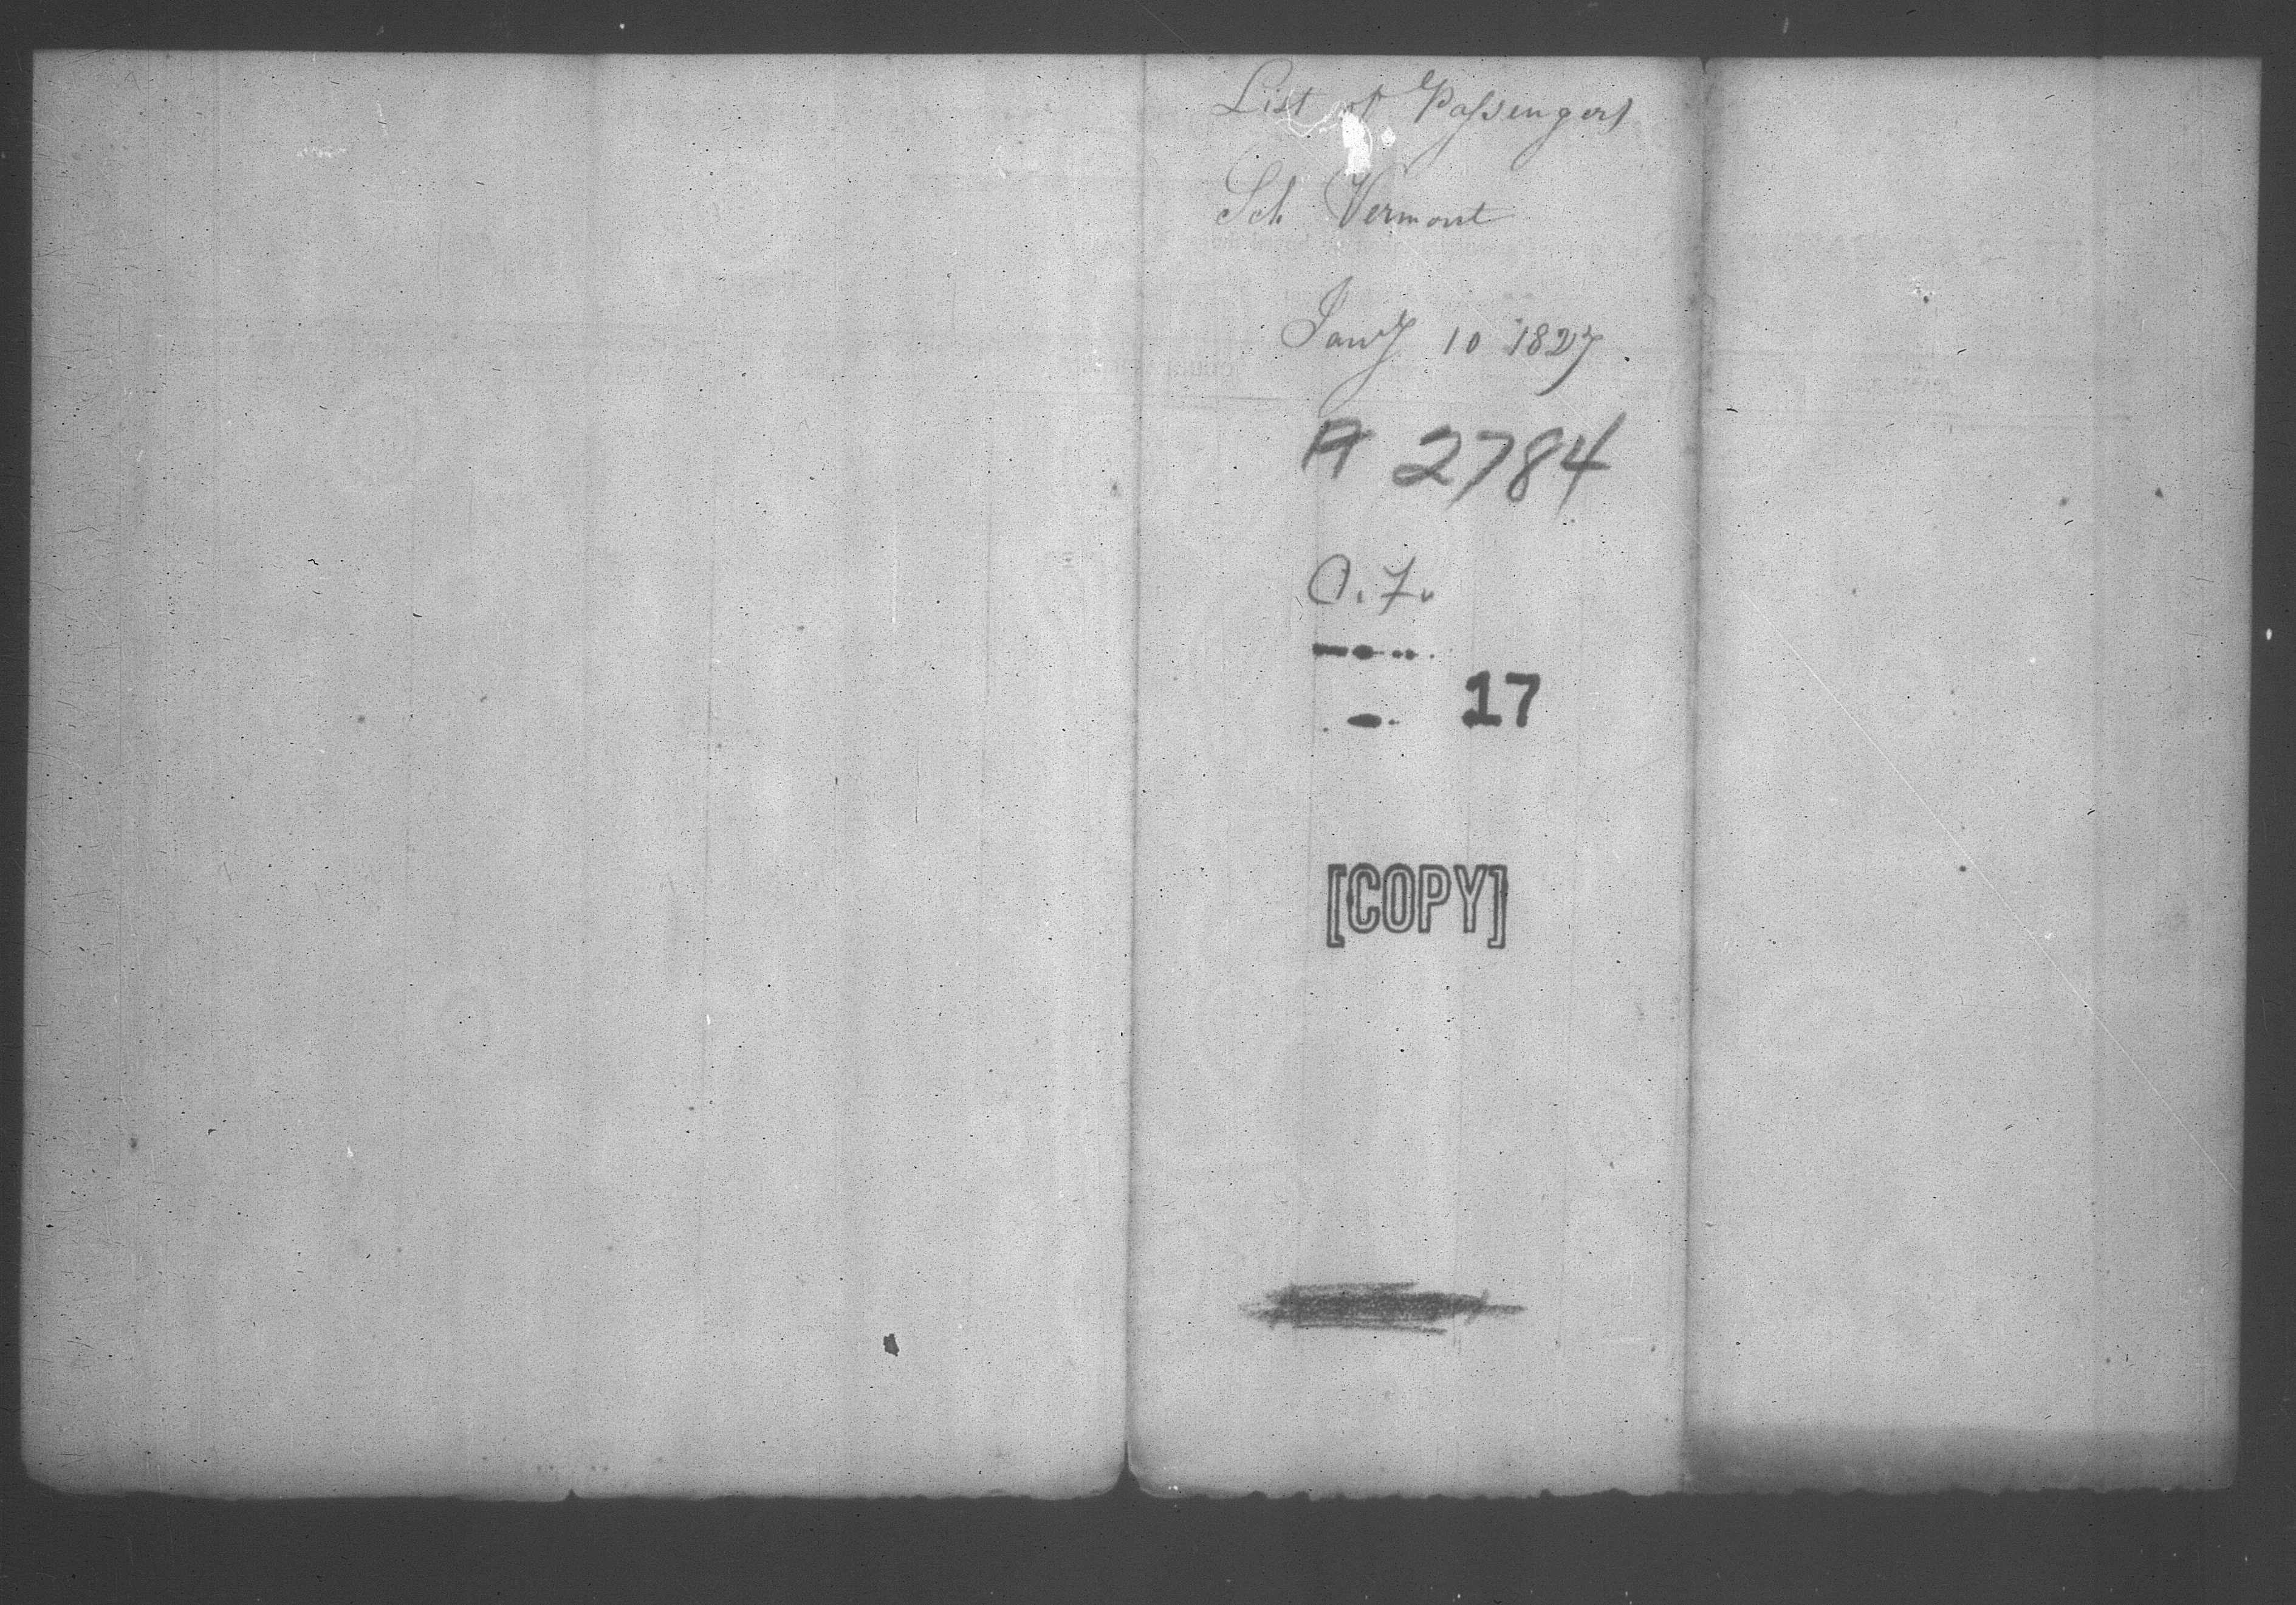 List of Passengers
Sch Vermont
Jany 10 1827
A 2784
O.K.
17
[COPY]